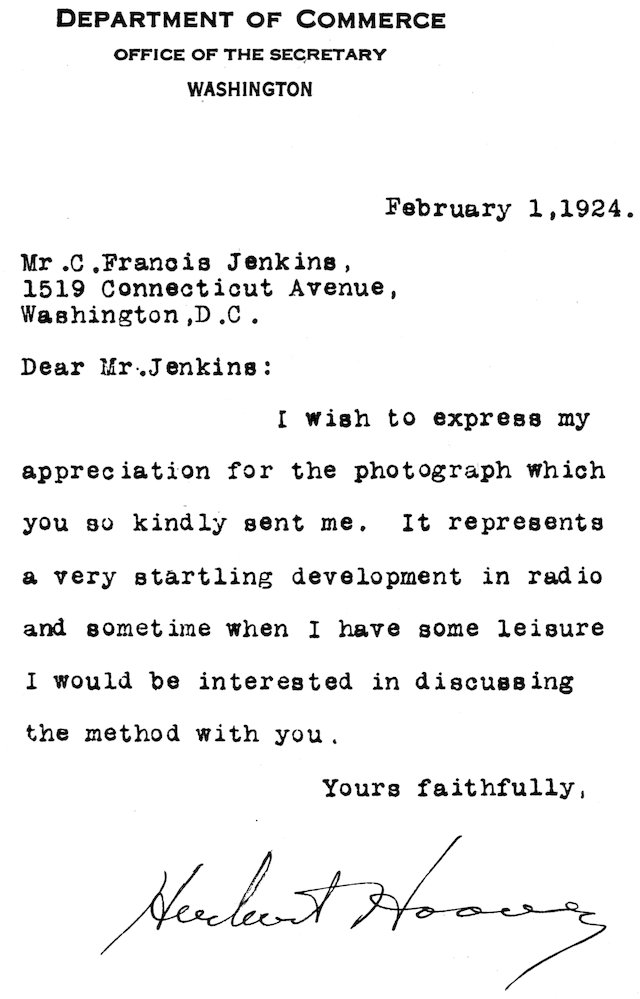 DEPARTMENT OF COMMERCE
OFFICE OF THE SECRETARY
WASHINGTON
February 1,1924.
Mr.C.Francis Jenkins,
1519 Connecticut Avenue,
Washington,D.C.
Dear Mr.Jenkins:
I wish to express my
appreciation for the photograph which
you so kindly sent me. It represents
a very startling development in radio
and sometime when I have some leisure
I would be interested in discussing
the method with you.
Yours faithfully,
Herbert Hoover